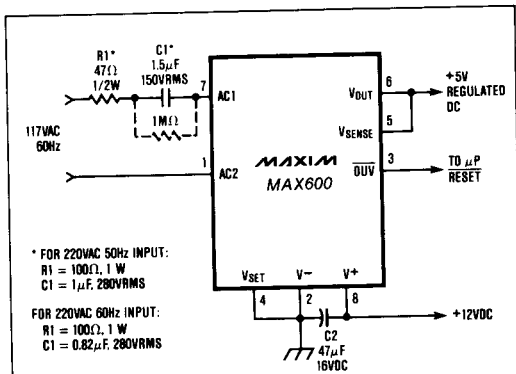 R1*
47Ω
1/2W
C1*
1.5μF
150VRMS
7
AC1
1MΩ
117VAC
60Hz
1
AC2
MAXIM
MAX600
6
VOUT
5
VSENSE
3
OUV
+5V
REGULATED
DC
TO μP
RESET
VSET
V−
V+
4
2
8
C2
47μF
16VDC
+12VDC
* FOR 220VAC 50Hz INPUT:
R1 = 100Ω, 1 W
C1 = 1μF, 280VRMS
FOR 220VAC 60Hz INPUT:
R1 = 100Ω, 1 W
C1 = 0.82μF, 280VRMS